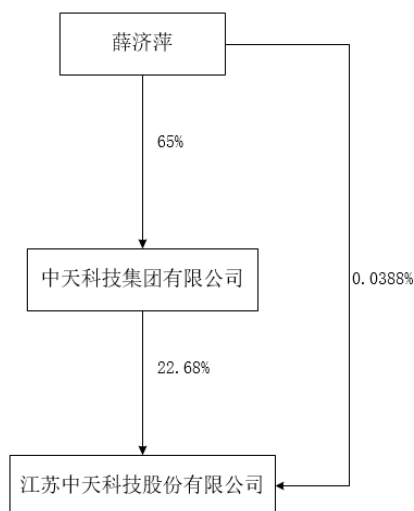 薛济萍
65%
中天科技集团有限公司
0.0388%
22.68%
江苏中天科技股份有限公司